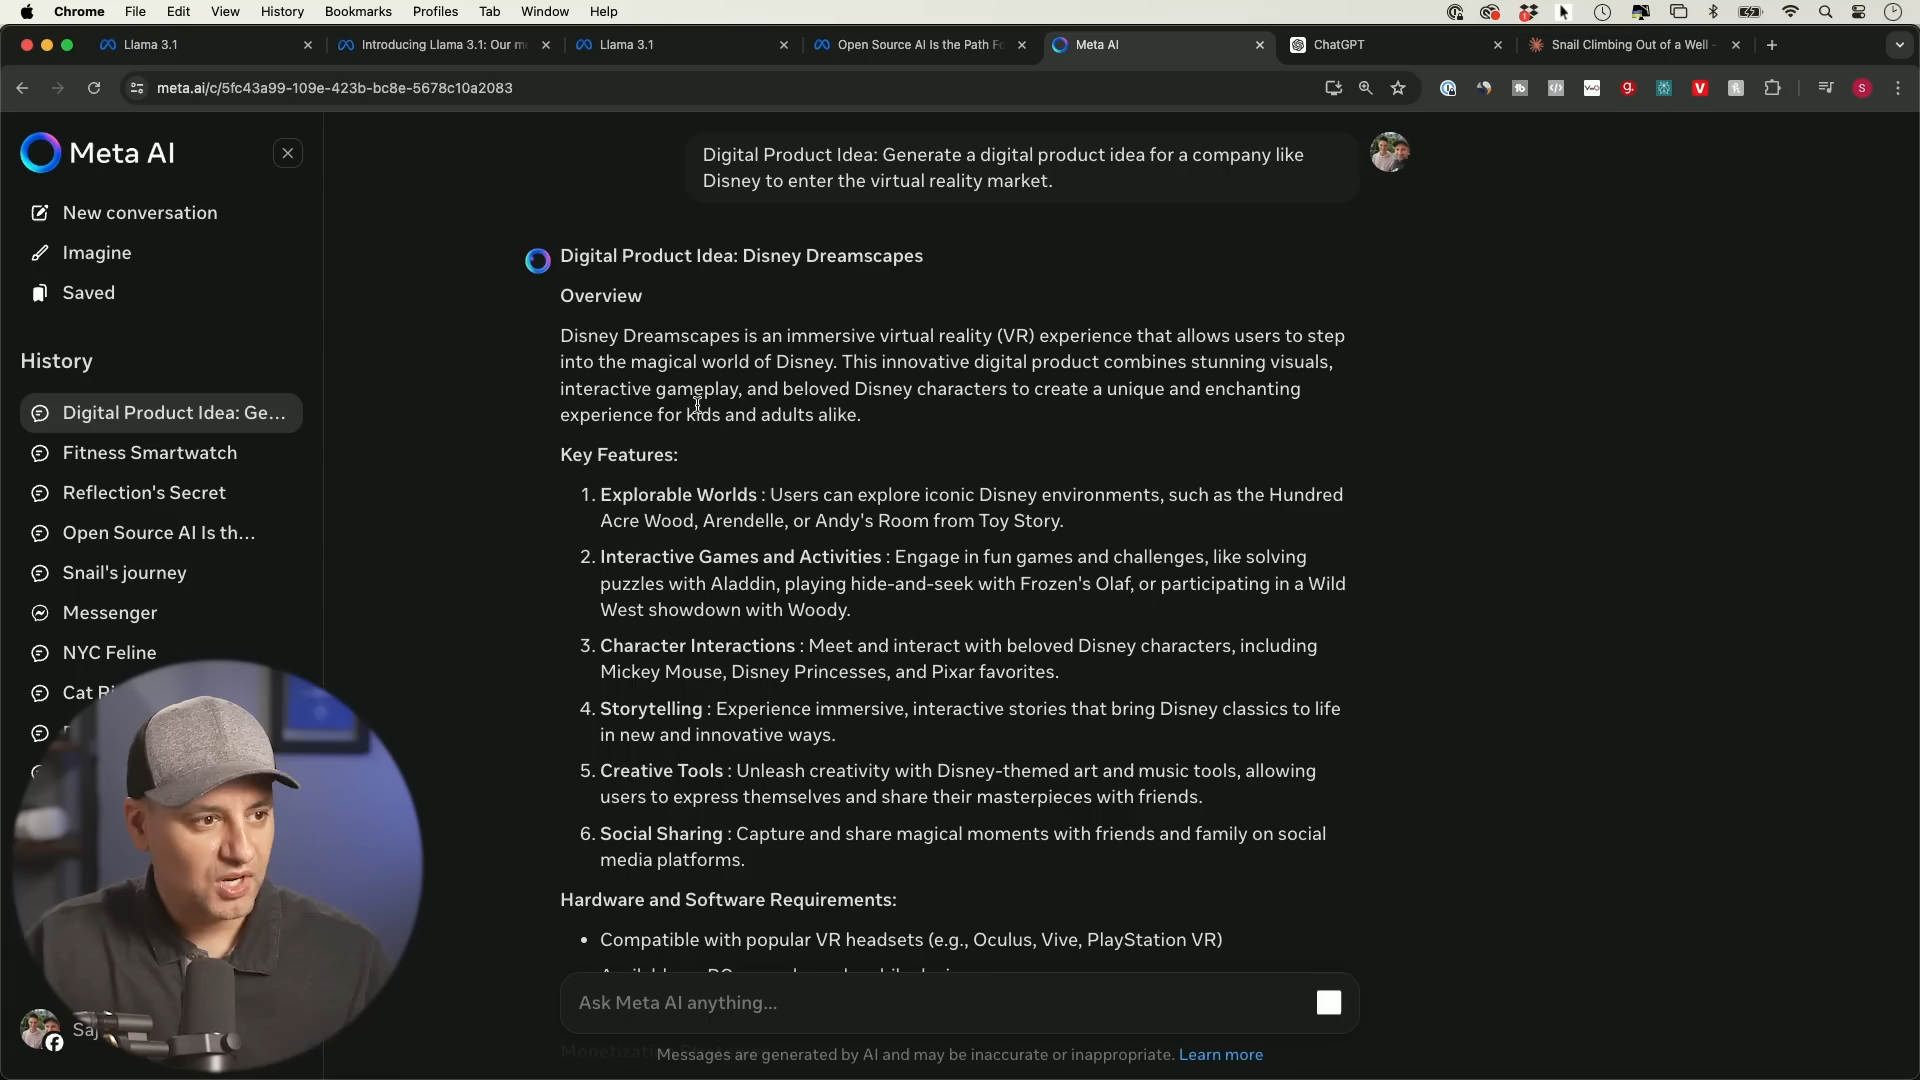 Chrome File Edit View History Bookmarks Profiles Tab Window Help
Llama 3.1
Introducing Llama 3.1: Our m
Llama 3.1
Open Source AI Is the Path Fo
Meta AI
ChatGPT
Snail Climbing Out of a Well -
meta.ai/c/5fc43a99-109e-423b-bc8e-5678c10a2083
Meta AI
New conversation
Imagine
Saved
History
Digital Product Idea: Ge...
Fitness Smartwatch
Reflection's Secret
Open Source AI Is th...
Snail's journey
Messenger
NYC Feline
Cat
Digital Product Idea: Generate a digital product idea for a company like
Disney to enter the virtual reality market.
Digital Product Idea: Disney Dreamscapes
Overview
Disney Dreamscapes is an immersive virtual reality (VR) experience that allows users to step
into the magical world of Disney. This innovative digital product combines stunning visuals,
interactive gameplay, and beloved Disney characters to create a unique and enchanting
experience for kids and adults alike.
Key Features:
1. Explorable Worlds : Users can explore iconic Disney environments, such as the Hundred
Acre Wood, Arendelle, or Andy's Room from Toy Story.
2. Interactive Games and Activities : Engage in fun games and challenges, like solving
puzzles with Aladdin, playing hide-and-seek with Frozen's Olaf, or participating in a Wild
West showdown with Woody.
3. Character Interactions : Meet and interact with beloved Disney characters, including
Mickey Mouse, Disney Princesses, and Pixar favorites.
4. Storytelling : Experience immersive, interactive stories that bring Disney classics to life
in new and innovative ways.
5. Creative Tools : Unleash creativity with Disney-themed art and music tools, allowing
users to express themselves and share their masterpieces with friends.
6. Social Sharing : Capture and share magical moments with friends and family on social
media platforms.
Hardware and Software Requirements:
• Compatible with popular VR headsets (e.g., Oculus, Vive, PlayStation VR)
Ask Meta AI anything...
Messages are generated by AI and may be inaccurate or inappropriate. Learn more